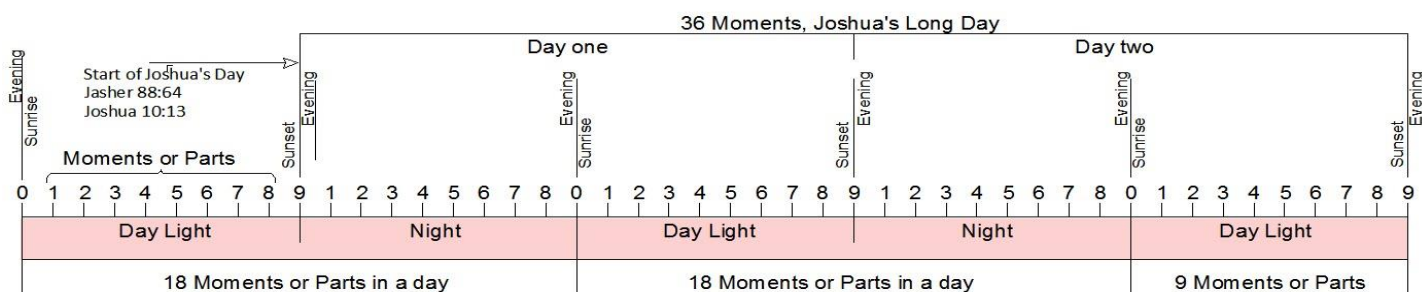 36 Moments, Joshua's Long Day
Day one Day two
Start of Joshua's Day
Jasher 88:64
Joshua 10:13
Evening Sunrise Sunset Evening Evening Sunrise Sunset Evening Evening Sunrise Sunset Evening
Moments or Parts
0 1 2 3 4 5 6 7 8 9 1 2 3 4 5 6 7 8 0 1 2 3 4 5 6 7 8 9 1 2 3 4 5 6 7 8 0 1 2 3 4 5 6 7 8 9
Day Light Night Day Light Night Day Light
18 Moments or Parts in a day 18 Moments or Parts in a day 9 Moments or Parts